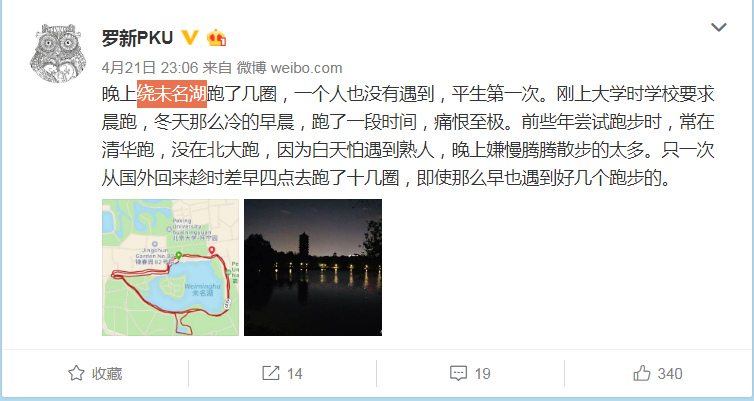 罗新PKU
4月21日 23:06 来自 微博 weibo.com
晚上绕未名湖跑了几圈，一个人也没有遇到，平生第一次。刚上大学时学校要求
晨跑，冬天那么冷的早晨，跑了一段时间，痛恨至极。前些年尝试跑步时，常在
清华跑，没在北大跑，因为白天怕遇到熟人，晚上嫌慢腾腾散步的太多。只一次
从国外回来趁时差早四点去跑了十几圈，即使那么早也遇到好几个跑步的。
Peking
University
北京大学
Jingchun
Garden No.82
Weiminghu
未名湖
收藏
14
19
340